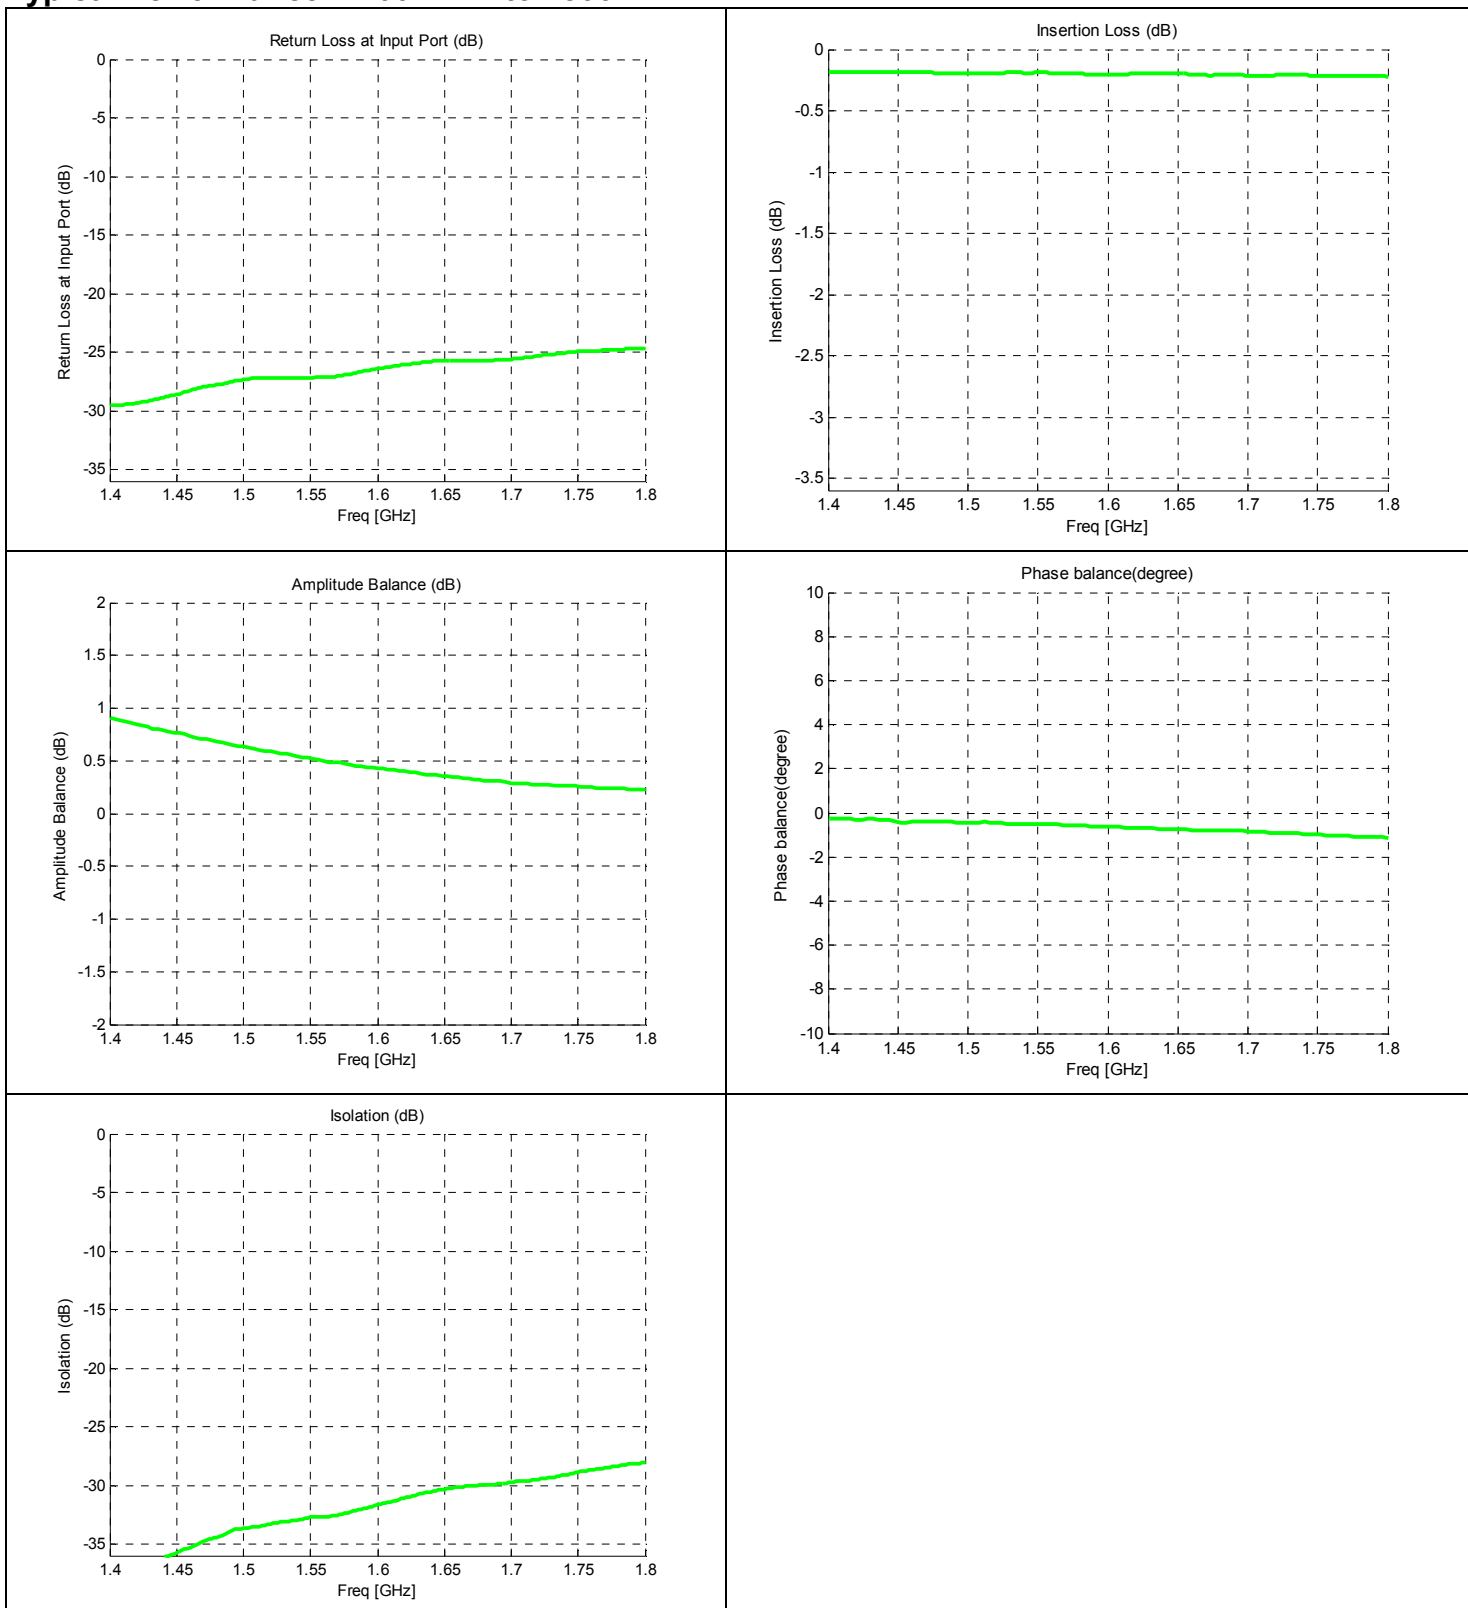 Return Loss at Input Port (dB)
0
-5
-10
-15
-20
-25
-30
-35
Return Loss at Input Port (dB)
1.4 1.45 1.5 1.55 1.6 1.65 1.7 1.75 1.8
Freq [GHz]
Insertion Loss (dB)
0
-0.5
-1
-1.5
-2
-2.5
-3
-3.5
Insertion Loss (dB)
1.4 1.45 1.5 1.55 1.6 1.65 1.7 1.75 1.8
Freq [GHz]
Amplitude Balance (dB)
2
1.5
1
0.5
0
-0.5
-1
-1.5
-2
Amplitude Balance (dB)
1.4 1.45 1.5 1.55 1.6 1.65 1.7 1.75 1.8
Freq [GHz]
Phase balance(degree)
10
8
6
4
2
0
-2
-4
-6
-8
-10
Phase balance(degree)
1.4 1.45 1.5 1.55 1.6 1.65 1.7 1.75 1.8
Freq [GHz]
Isolation (dB)
0
-5
-10
-15
-20
-25
-30
-35
Isolation (dB)
1.4 1.45 1.5 1.55 1.6 1.65 1.7 1.75 1.8
Freq [GHz]